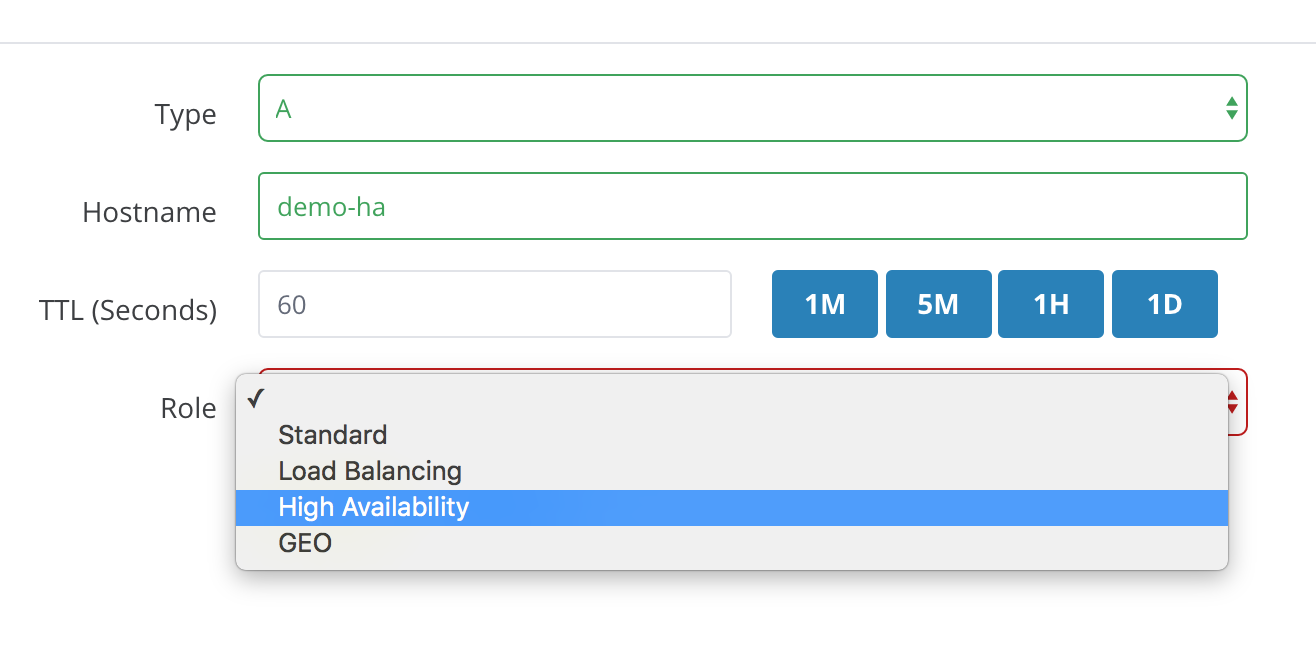 Type A
Hostname demo-ha
TTL (Seconds) 60 1M 5M 1H 1D
Role ✓
Standard
Load Balancing
High Availability
GEO